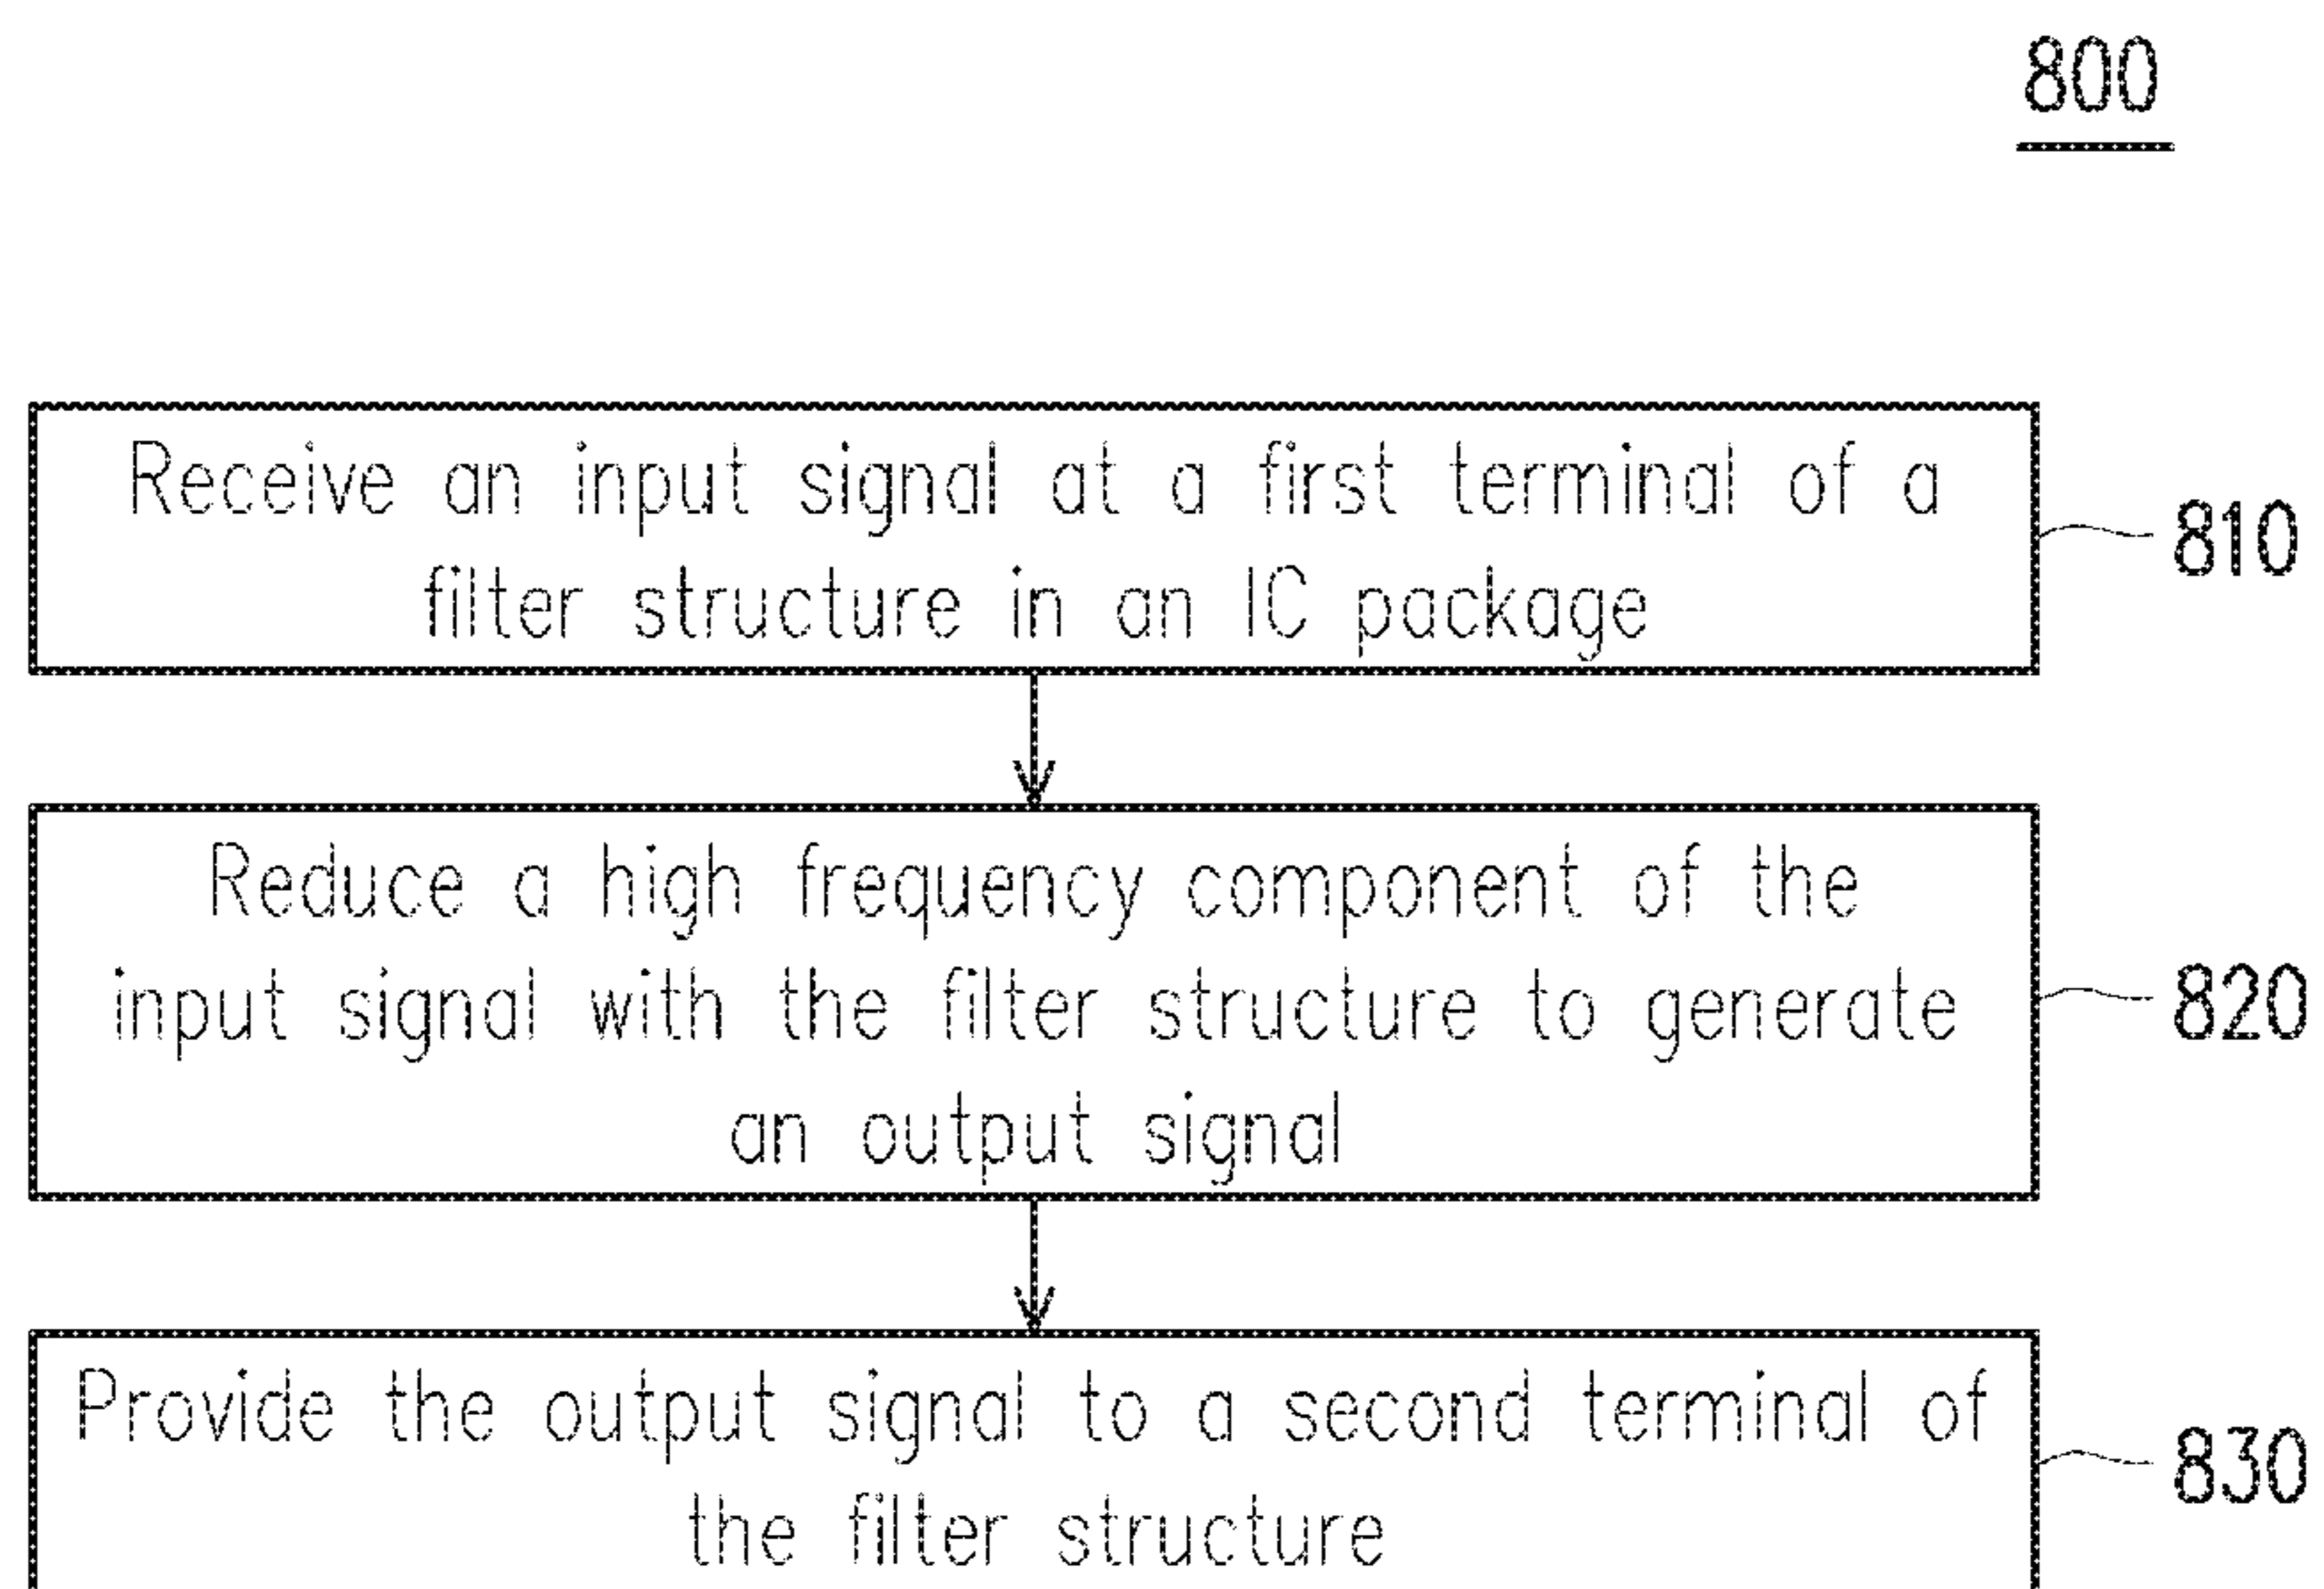 800
Receive an input signal at a first terminal of a
filter structure in an IC package
810
Reduce a high frequency component of the
input signal with the filter structure to generate
an output signal
820
Provide the output signal to a second terminal of
the filter structure
830